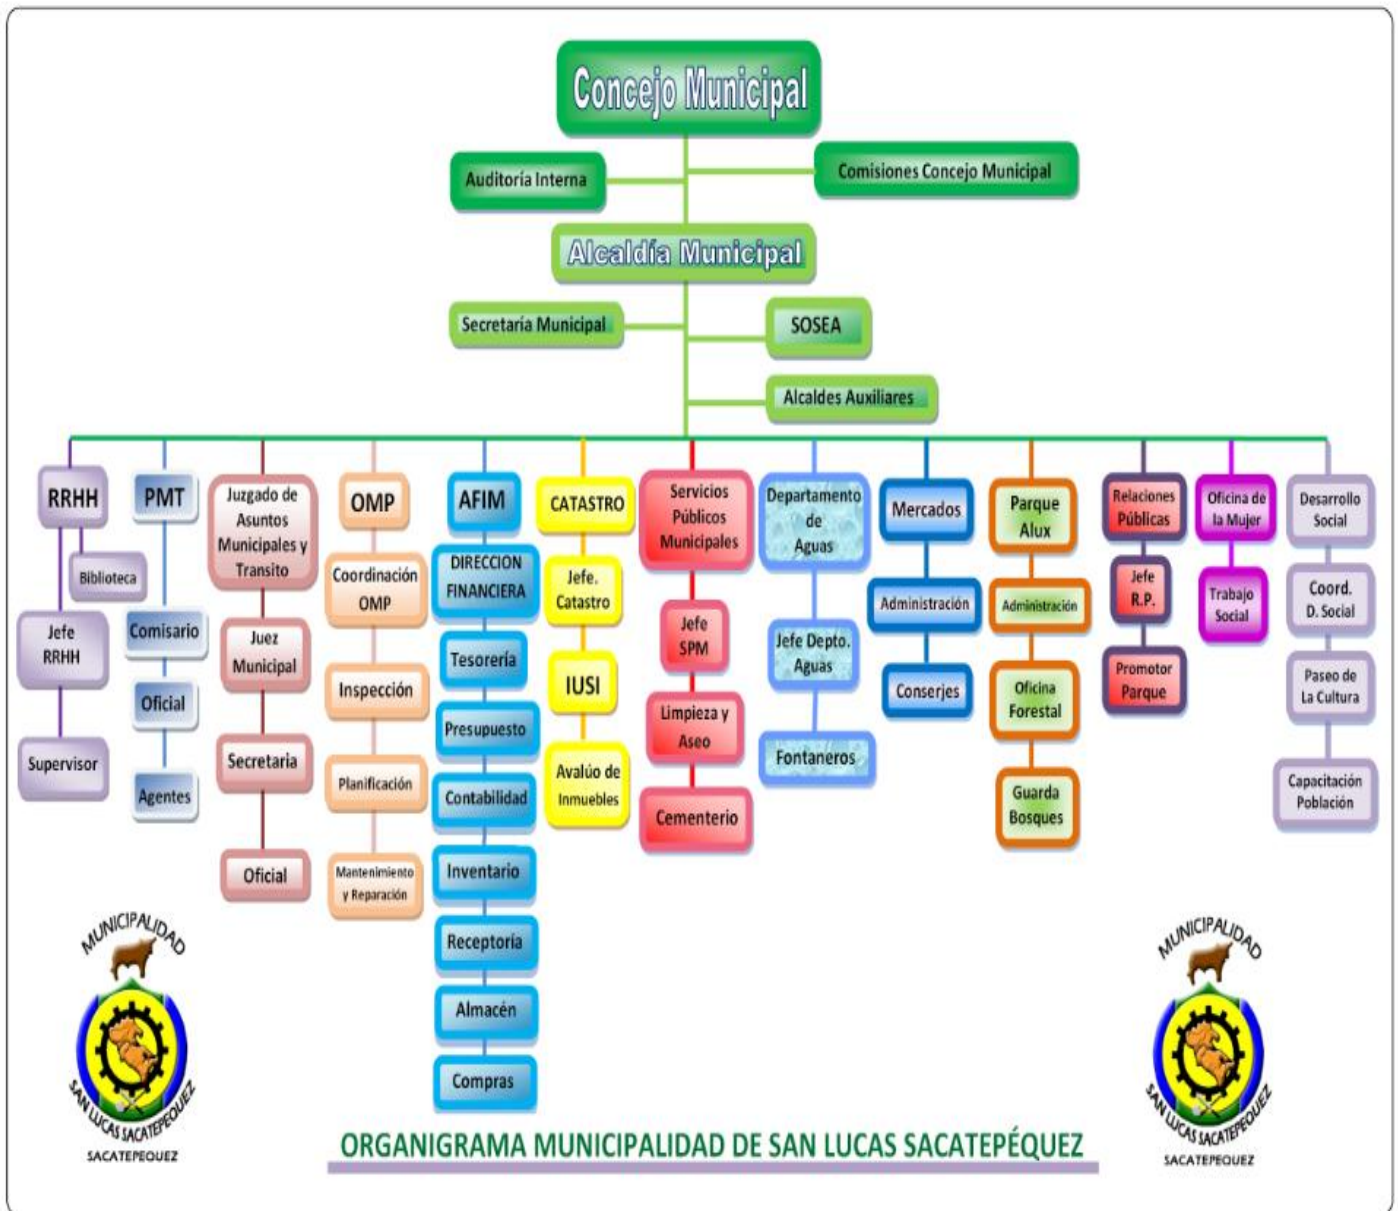 Concejo Municipal
Auditoría Interna
Comisiones Concejo Municipal
Alcaldía Municipal
Secretaría Municipal
SOSEA
Alcaldes Auxiliares
RRHH
Biblioteca
Jefe
RRHH
Supervisor
PMT
Comisario
Oficial
Agentes
Juzgado de
Asuntos
Municipales y
Transito
Juez
Municipal
Secretaria
Oficial
OMP
Coordinación
OMP
Inspección
Planificación
Mantenimiento
y Reparación
AFIM
DIRECCION
FINANCIERA
Tesorería
Presupuesto
Contabilidad
Inventario
Receptoría
Almacén
Compras
CATASTRO
Jefe.
Catastro
IUSI
Avalúo de
Inmuebles
Servicios
Públicos
Municipales
Jefe
SPM
Limpieza y
Aseo
Cementerio
Departamento
de
Aguas
Jefe Depto.
Aguas
Fontaneros
Mercados
Administración
Conserjes
Parque
Alux
Administración
Oficina
Forestal
Guarda
Bosques
Relaciones
Públicas
Jefe
R.P.
Promotor
Parque
Oficina de
la Mujer
Trabajo
Social
Desarrollo
Social
Coord.
D. Social
Paseo de
La Cultura
Capacitación
Población
MUNICIPALIDAD
SAN LUCAS SACATEPEQUEZ
SACATEPEQUEZ
MUNICIPALIDAD
SAN LUCAS SACATEPEQUEZ
SACATEPEQUEZ
ORGANIGRAMA MUNICIPALIDAD DE SAN LUCAS SACATEPÉQUEZ